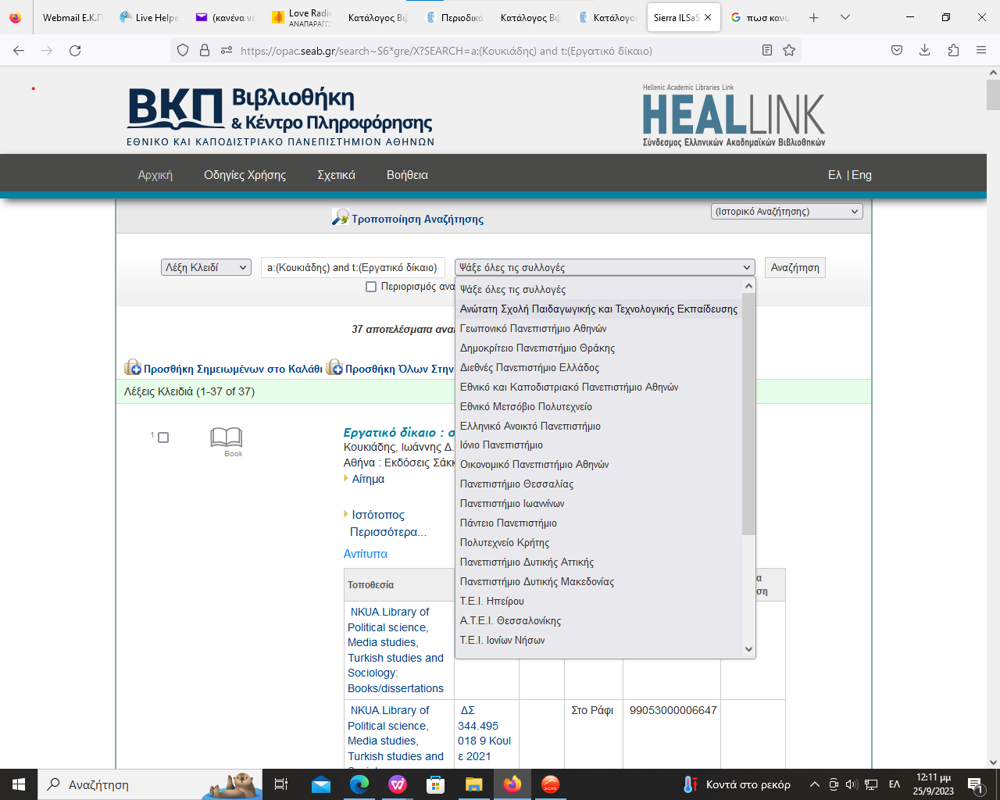 Webmail Ε.Κ.Π
Live Helpe
(κανένα νέ
Love Radio
ΑΝΑΠΑΡΑΓΩ
Κατάλογος Βιβ
Περιοδικά
Κατάλογος Βιβ
Κατάλογος
Sierra ILSaS
πωσ κανω
https://opac.seab.gr/search~S6*gre/X?SEARCH=a:(Κουκιάδης) and t:(Εργατικό δίκαιο)
ΒΚΠ Βιβλιοθήκη
& Κέντρο Πληροφόρησης
ΕΘΝΙΚΟ ΚΑΙ ΚΑΠΟΔΙΣΤΡΙΑΚΟ ΠΑΝΕΠΙΣΤΗΜΙΟΝ ΑΘΗΝΩΝ
Hellenic Academic Libraries Link
HEALLINK
Σύνδεσμος Ελληνικών Ακαδημαϊκών Βιβλιοθηκών
Αρχική Οδηγίες Χρήσης Σχετικά Βοήθεια Ελ | Eng
Τροποποίηση Αναζήτησης
(Ιστορικό Αναζήτησης)
Λέξη Κλειδί
a:(Κουκιάδης) and t:(Εργατικό δίκαιο)
Ψάξε όλες τις συλλογές
Αναζήτηση
Περιορισμός ανα
Ψάξε όλες τις συλλογές
Ανώτατη Σχολή Παιδαγωγικής και Τεχνολογικής Εκπαίδευσης
Γεωπονικό Πανεπιστήμιο Αθηνών
Δημοκρίτειο Πανεπιστήμιο Θράκης
Διεθνές Πανεπιστήμιο Ελλάδος
Εθνικό και Καποδιστριακό Πανεπιστήμιο Αθηνών
Εθνικό Μετσόβιο Πολυτεχνείο
Ελληνικό Ανοικτό Πανεπιστήμιο
Ιόνιο Πανεπιστήμιο
Οικονομικό Πανεπιστήμιο Αθηνών
Πανεπιστήμιο Θεσσαλίας
Πανεπιστήμιο Ιωαννίνων
Πάντειο Πανεπιστήμιο
Πολυτεχνείο Κρήτης
Πανεπιστήμιο Δυτικής Αττικής
Πανεπιστήμιο Δυτικής Μακεδονίας
Τ.Ε.Ι. Ηπείρου
Α.Τ.Ε.Ι. Θεσσαλονίκης
Τ.Ε.Ι. Ιονίων Νήσων
37 αποτελέσματα ανα
Προσθήκη Σημειωμένων στο Καλάθι Προσθήκη Όλων Στην
Λέξεις Κλειδιά (1-37 of 37)
1
Book
Εργατικό δίκαιο : σ
Κουκιάδης, Ιωάννης Δ.
Αθήνα : Εκδόσεις Σάκκ
Αίτημα
Ιστότοπος
Περισσότερα...
Αντίτυπα
Τοποθεσία
α
ση
NKUA.Library of
Political science,
Media studies,
Turkish studies and
Sociology:
Books/dissertations
NKUA.Library of
Political science,
Media studies,
Turkish studies and
ΔΣ
344.495
018 9 Κουl
ε 2021
Στο Ράφι
99053000006647
Αναζήτηση
sierra
Κοντά στο ρεκόρ
ΕΛ
12:11 μμ
25/9/2023
1